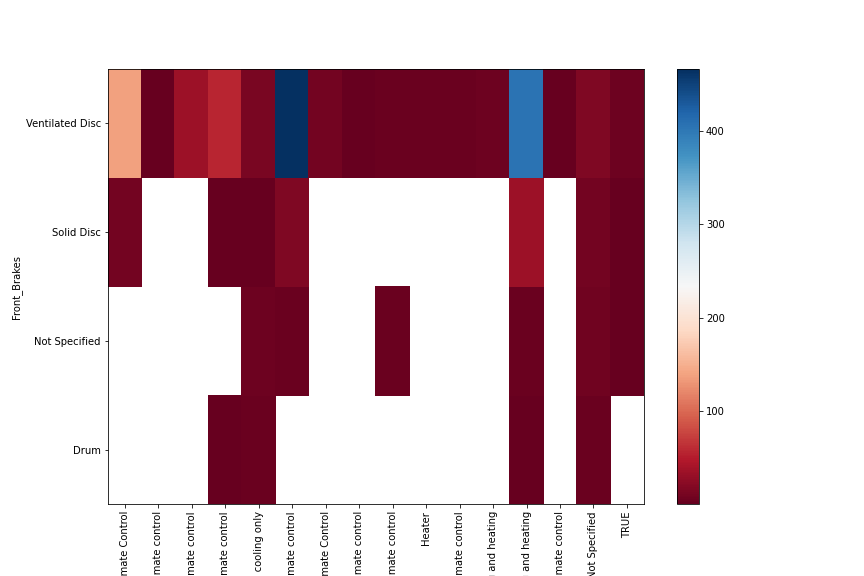 Ventilated Disc
Solid Disc
Not Specified
Drum
Front_Brakes
mate Control
mate control
mate control
mate control
cooling only
mate control
mate Control
mate control
mate control
Heater
mate control
and heating
and heating
mate control
Not Specified
TRUE
400
300
200
100